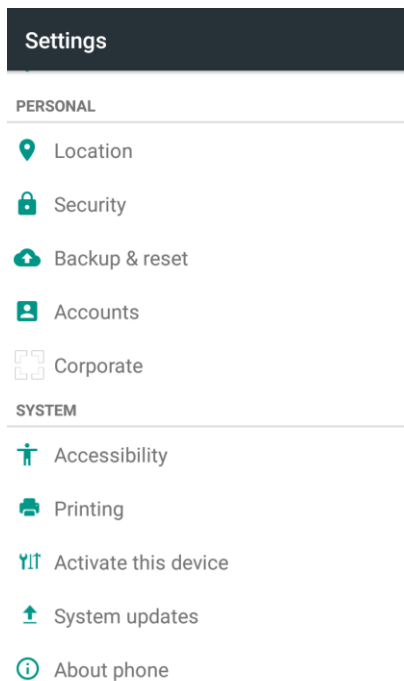 Settings
PERSONAL
Location
Security
Backup & reset
Accounts
Corporate
SYSTEM
Accessibility
Printing
Activate this device
System updates
About phone